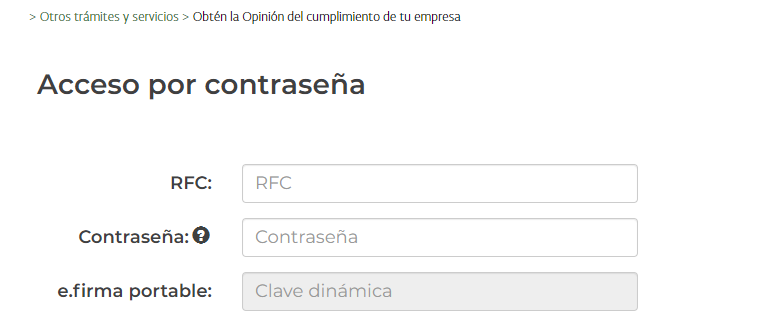 > Otros trámites y servicios > Obtén la Opinión del cumplimiento de tu empresa
Acceso por contraseña
RFC: RFC
Contraseña: ? Contraseña
e.firma portable: Clave dinámica